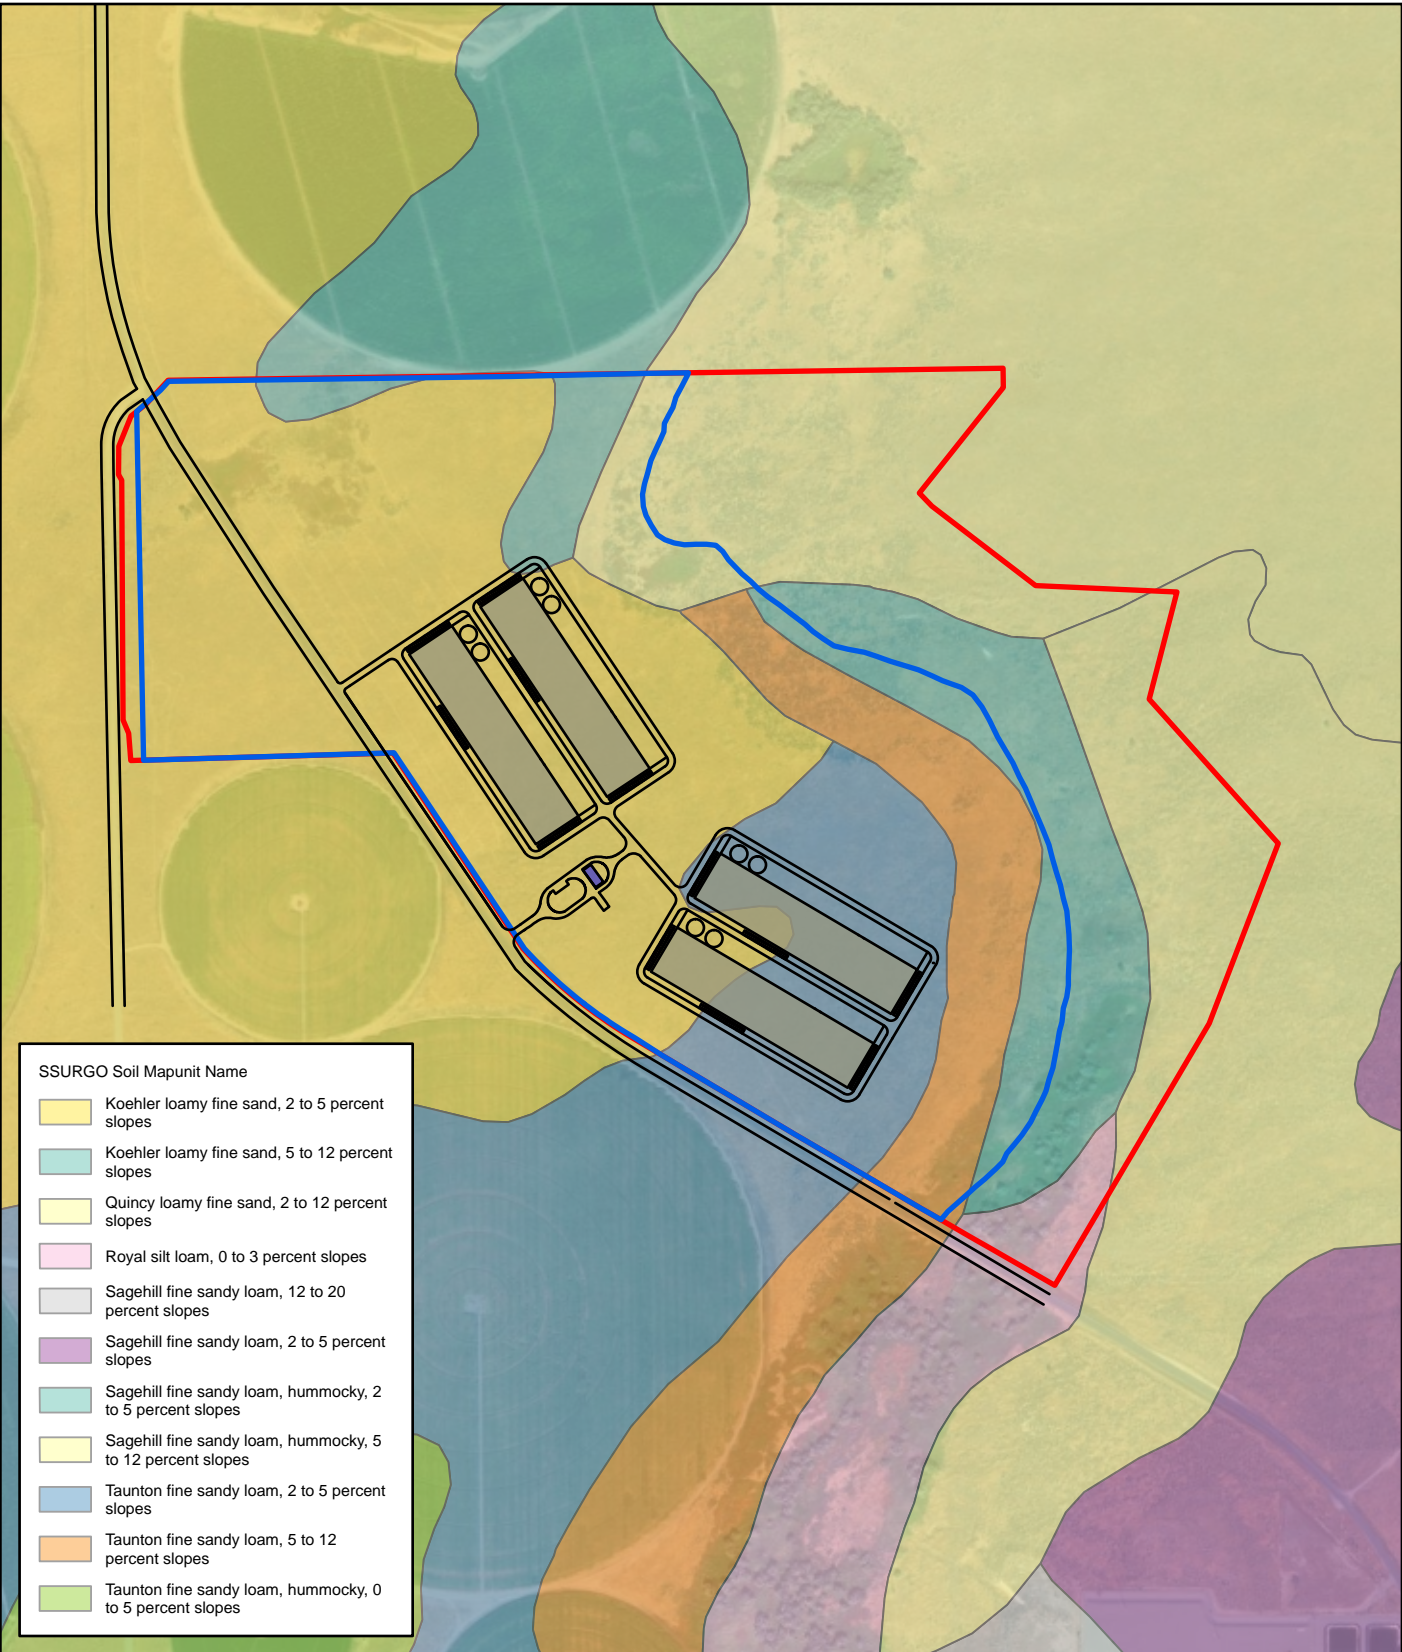 SSURGO Soil Mapunit Name
Koehler loamy fine sand, 2 to 5 percent
slopes
Koehler loamy fine sand, 5 to 12 percent
slopes
Quincy loamy fine sand, 2 to 12 percent
slopes
Royal silt loam, 0 to 3 percent slopes
Sagehill fine sandy loam, 12 to 20
percent slopes
Sagehill fine sandy loam, 2 to 5 percent
slopes
Sagehill fine sandy loam, hummocky, 2
to 5 percent slopes
Sagehill fine sandy loam, hummocky, 5
to 12 percent slopes
Taunton fine sandy loam, 2 to 5 percent
slopes
Taunton fine sandy loam, 5 to 12
percent slopes
Taunton fine sandy loam, hummocky, 0
to 5 percent slopes